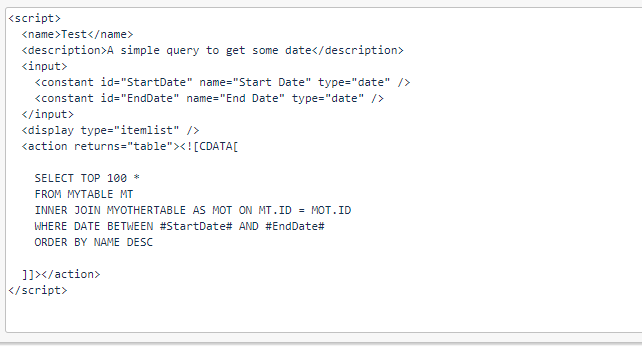 <script>
  <name>Test</name>
  <description>A simple query to get some date</description>
  <input>
    <constant id="StartDate" name="Start Date" type="date" />
    <constant id="EndDate" name="End Date" type="date" />
  </input>
  <display type="itemlist" />
  <action returns="table"><![CDATA[

    SELECT TOP 100 *
    FROM MYTABLE MT
    INNER JOIN MYOTHERTABLE AS MOT ON MT.ID = MOT.ID
    WHERE DATE BETWEEN #StartDate# AND #EndDate#
    ORDER BY NAME DESC

  ]]></action>
</script>